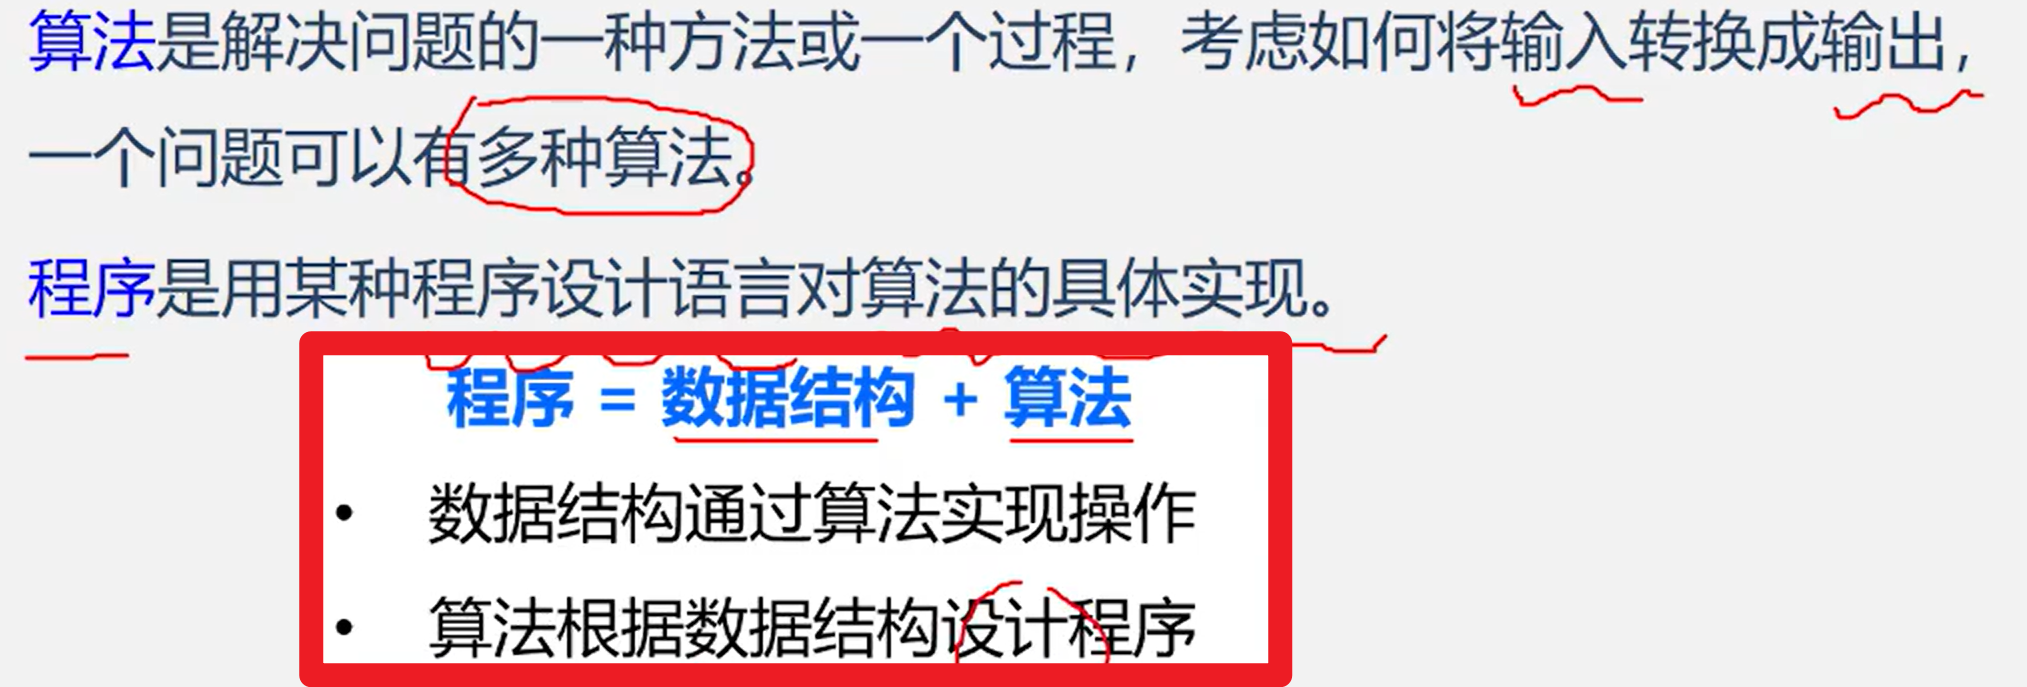 算法是解决问题的一种方法或一个过程，考虑如何将输入转换成输出，
一个问题可以有多种算法。
程序是用某种程序设计语言对算法的具体实现。
程序 = 数据结构 + 算法
• 数据结构通过算法实现操作
• 算法根据数据结构设计程序